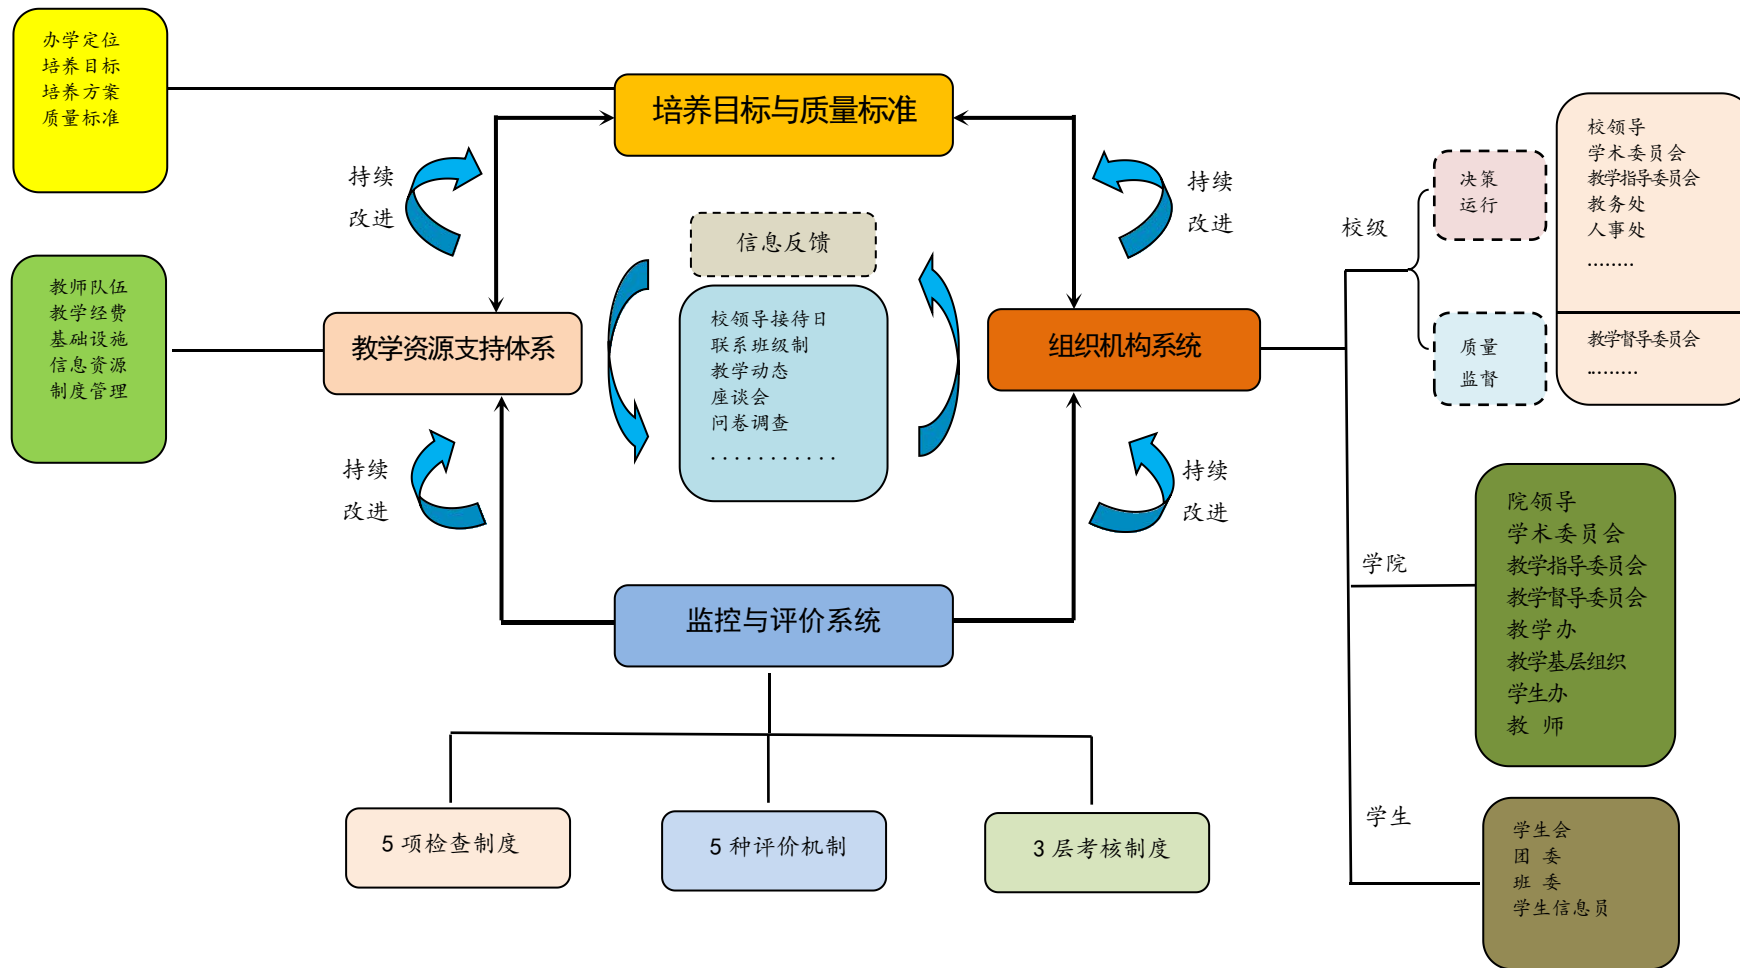 办学定位
培养目标
培养方案
质量标准
培养目标与质量标准
持续
改进
持续
改进
信息反馈
校领导接待日
联系班级制
教学动态
座谈会
问卷调查
...........
教师队伍
教学经费
基础设施
信息资源
制度管理
教学资源支持体系
组织机构系统
持续
改进
持续
改进
监控与评价系统
5 项检查制度
5 种评价机制
3 层考核制度
校级
决策
运行
校领导
学术委员会
教学指导委员会
教务处
人事处
........
质量
监督
教学督导委员会
.........
学院
院领导
学术委员会
教学指导委员会
教学督导委员会
教学办
教学基层组织
学生办
教 师
学生
学生会
团 委
班 委
学生信息员